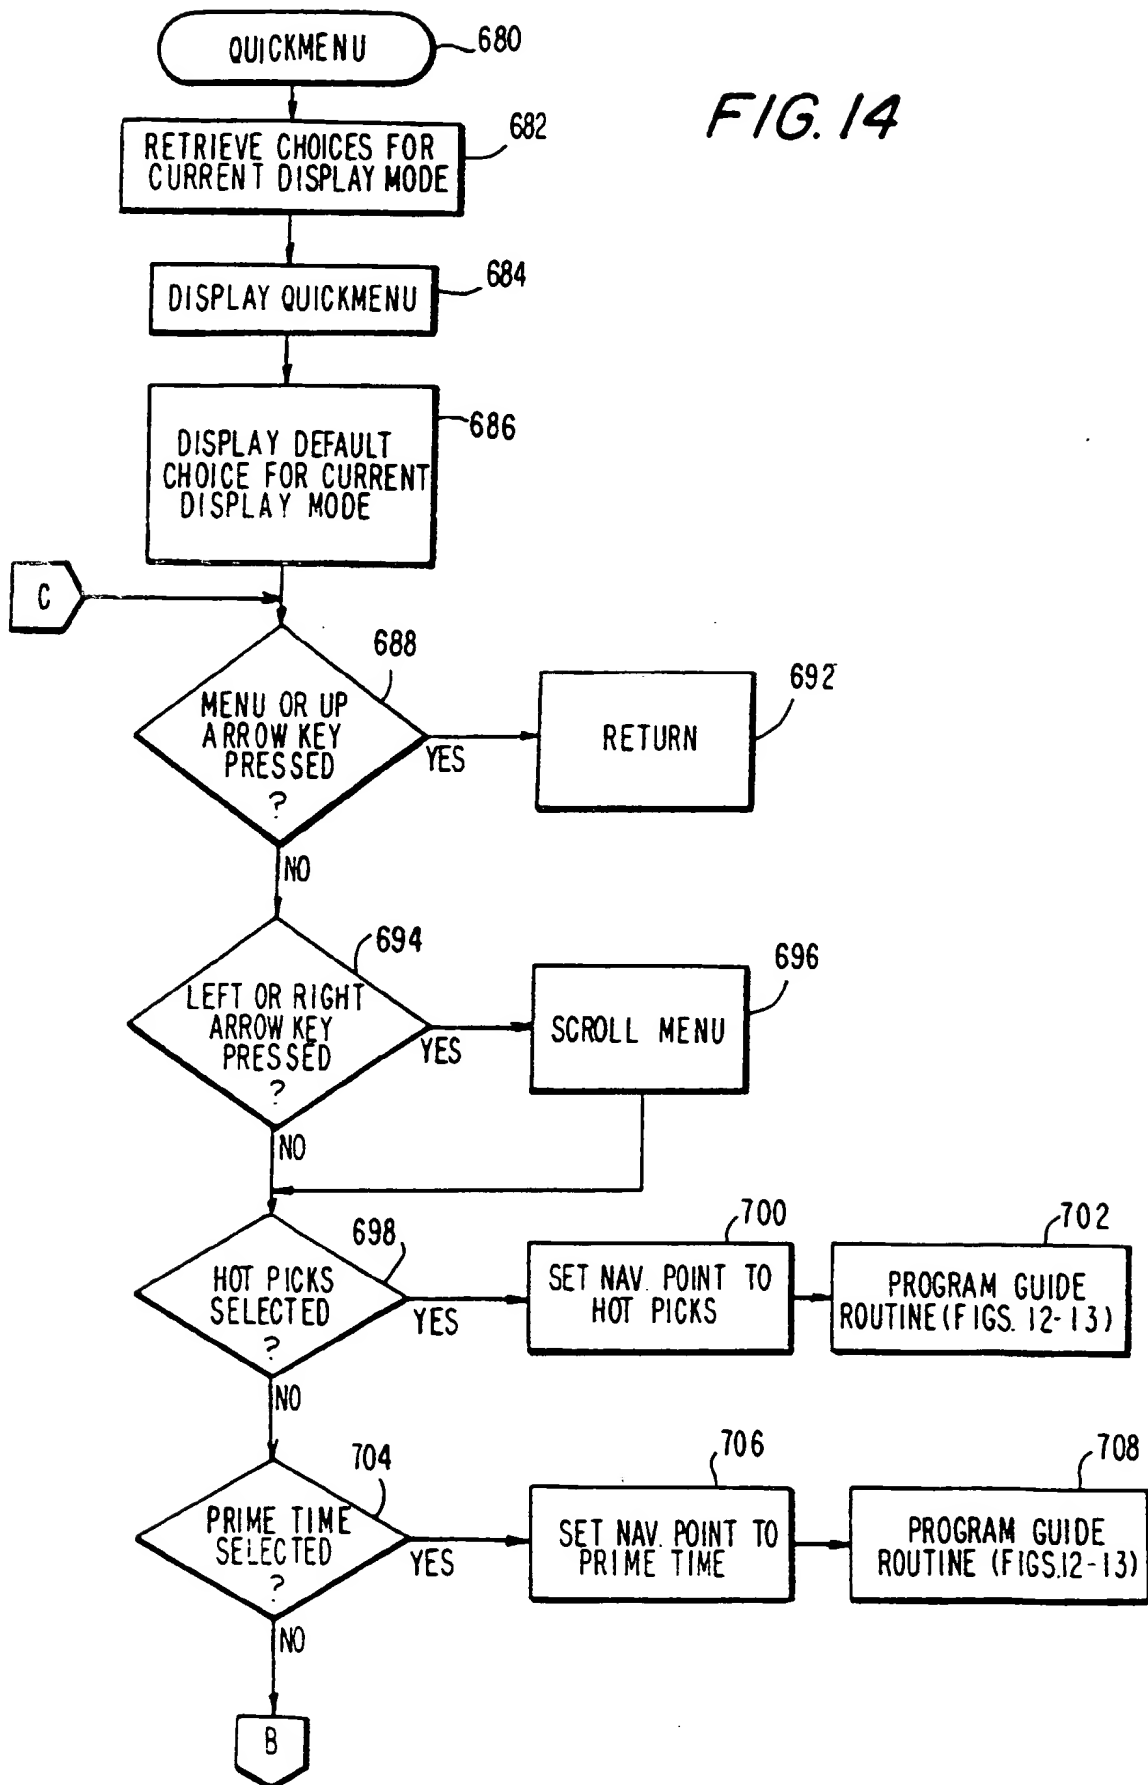 QUICKMENU
680
FIG. 14
682
RETRIEVE CHOICES FOR
CURRENT DISPLAY MODE
684
DISPLAY QUICKMENU
686
DISPLAY DEFAULT
CHOICE FOR CURRENT
DISPLAY MODE
C
688
MENU OR UP
ARROW KEY
PRESSED
?
YES
692
RETURN
NO
694
LEFT OR RIGHT
ARROW KEY
PRESSED
?
YES
696
SCROLL MENU
NO
698
HOT PICKS
SELECTED
?
YES
700
SET NAV. POINT TO
HOT PICKS
702
PROGRAM GUIDE
ROUTINE (FIGS. 12-13)
NO
704
PRIME TIME
SELECTED
?
YES
706
SET NAV. POINT TO
PRIME TIME
708
PROGRAM GUIDE
ROUTINE (FIGS.12-13)
NO
B